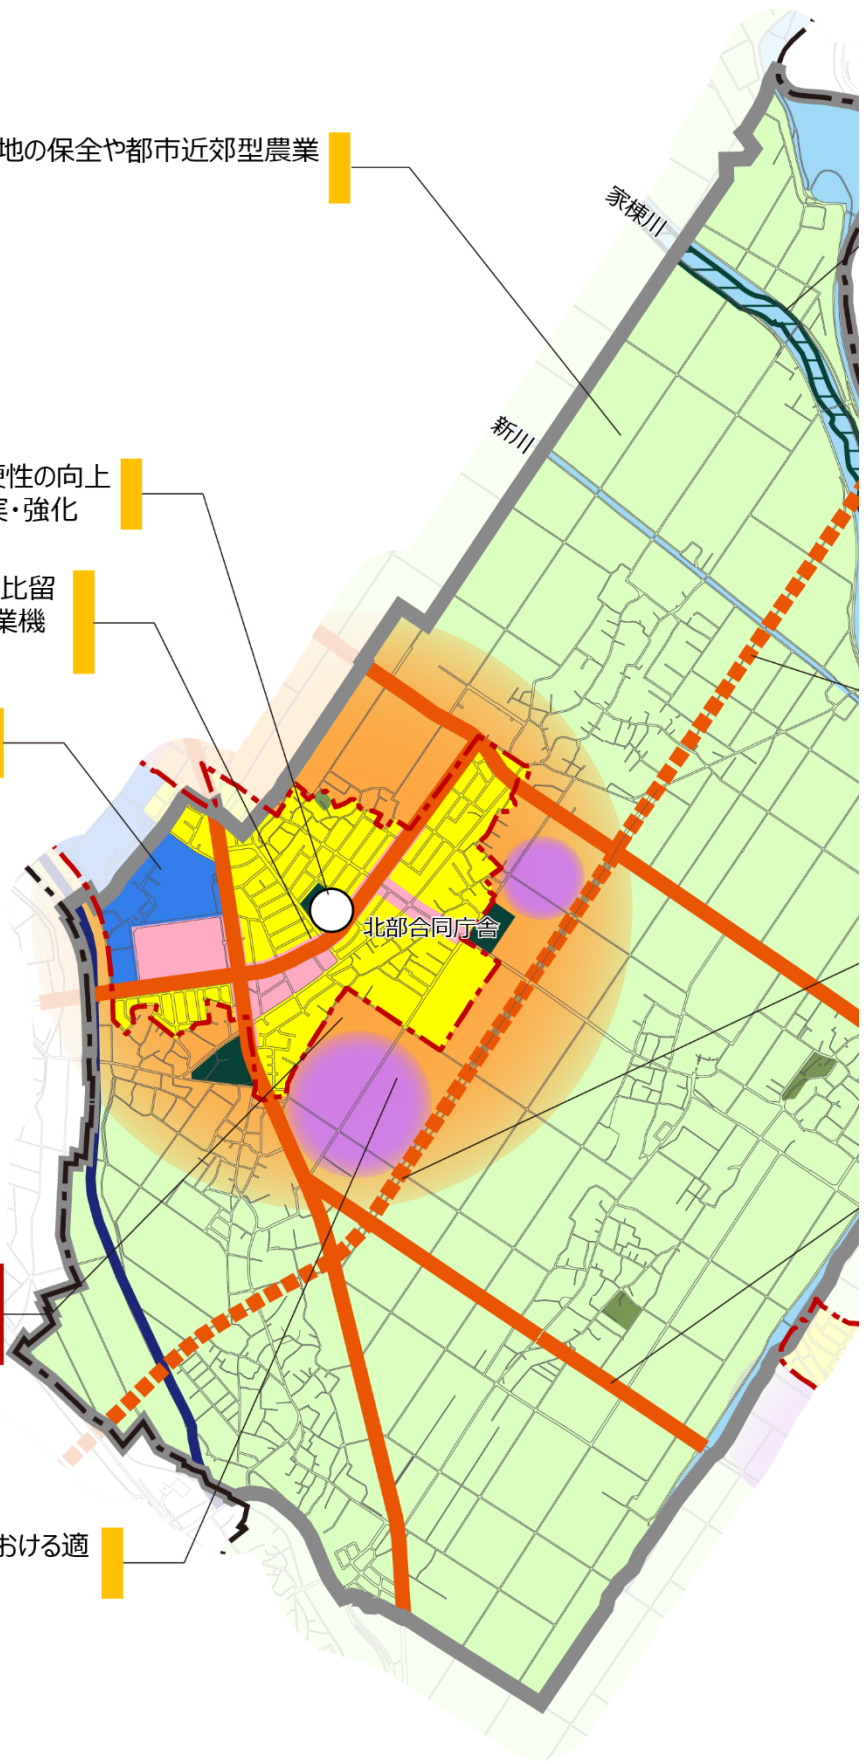 地の保全や都市近郊型農業
家棟川
新川
便性の向上
実・強化
比留
業機
北部合同庁舎
おける適